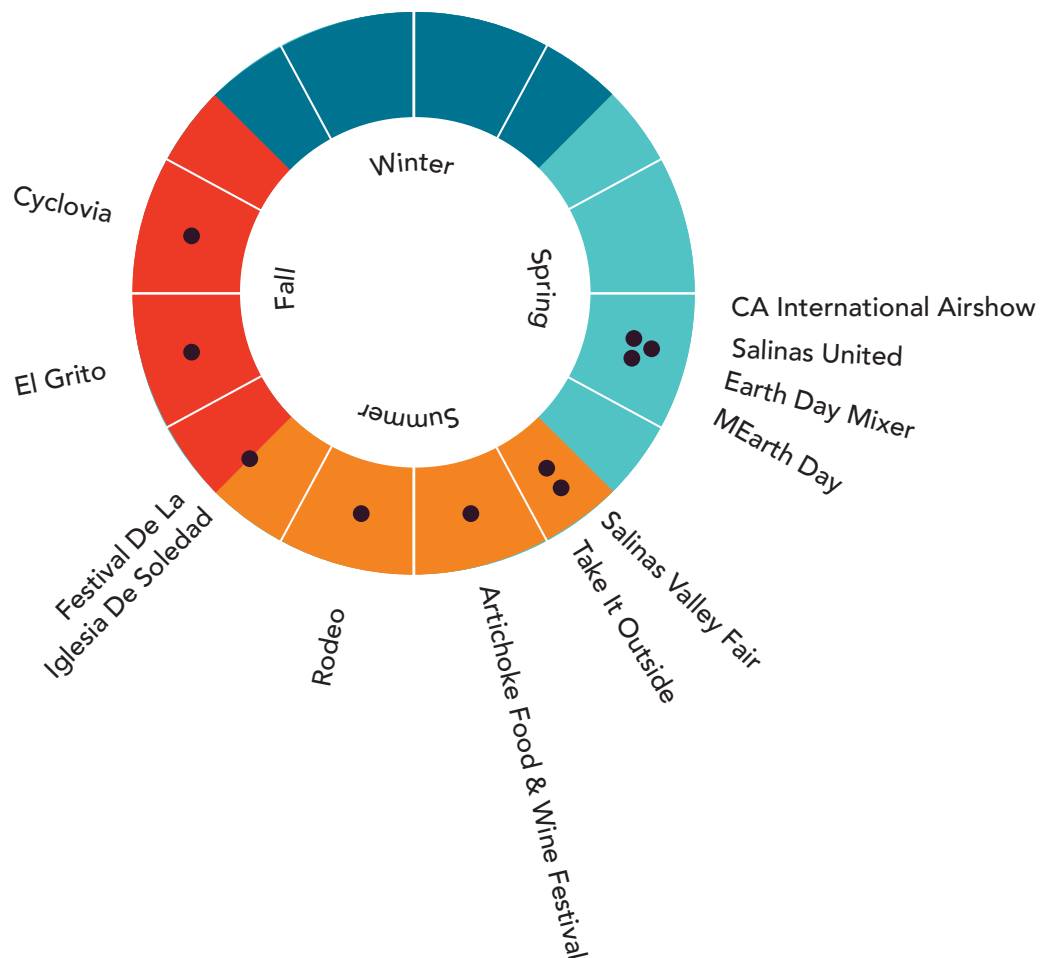 Winter
Spring
Summer
Fall
CA International Airshow
Salinas United
Earth Day Mixer
MEarth Day
Salinas Valley Fair
Take It Outside
Artichoke Food & Wine Festival
Rodeo
Festival De La
Iglesia De Soledad
El Grito
Cyclovia